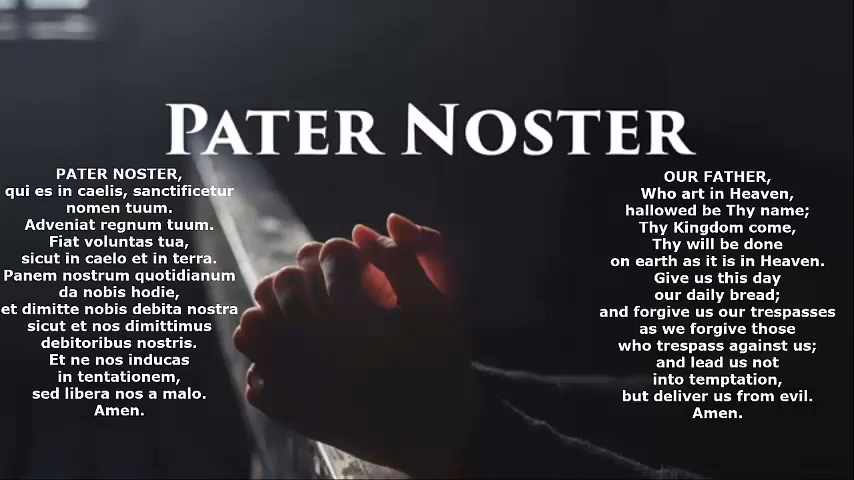 PATER NOSTER
PATER NOSTER,
qui es in caelis, sanctificetur
nomen tuum.
Adveniat regnum tuum.
Fiat voluntas tua,
sicut in caelo et in terra.
Panem nostrum quotidianum
da nobis hodie,
et dimitte nobis debita nostra
sicut et nos dimittimus
debitoribus nostris.
Et ne nos inducas
in tentationem,
sed libera nos a malo.
Amen.
OUR FATHER,
Who art in Heaven,
hallowed be Thy name;
Thy Kingdom come,
Thy will be done
on earth as it is in Heaven.
Give us this day
our daily bread;
and forgive us our trespasses
as we forgive those
who trespass against us;
and lead us not
into temptation,
but deliver us from evil.
Amen.